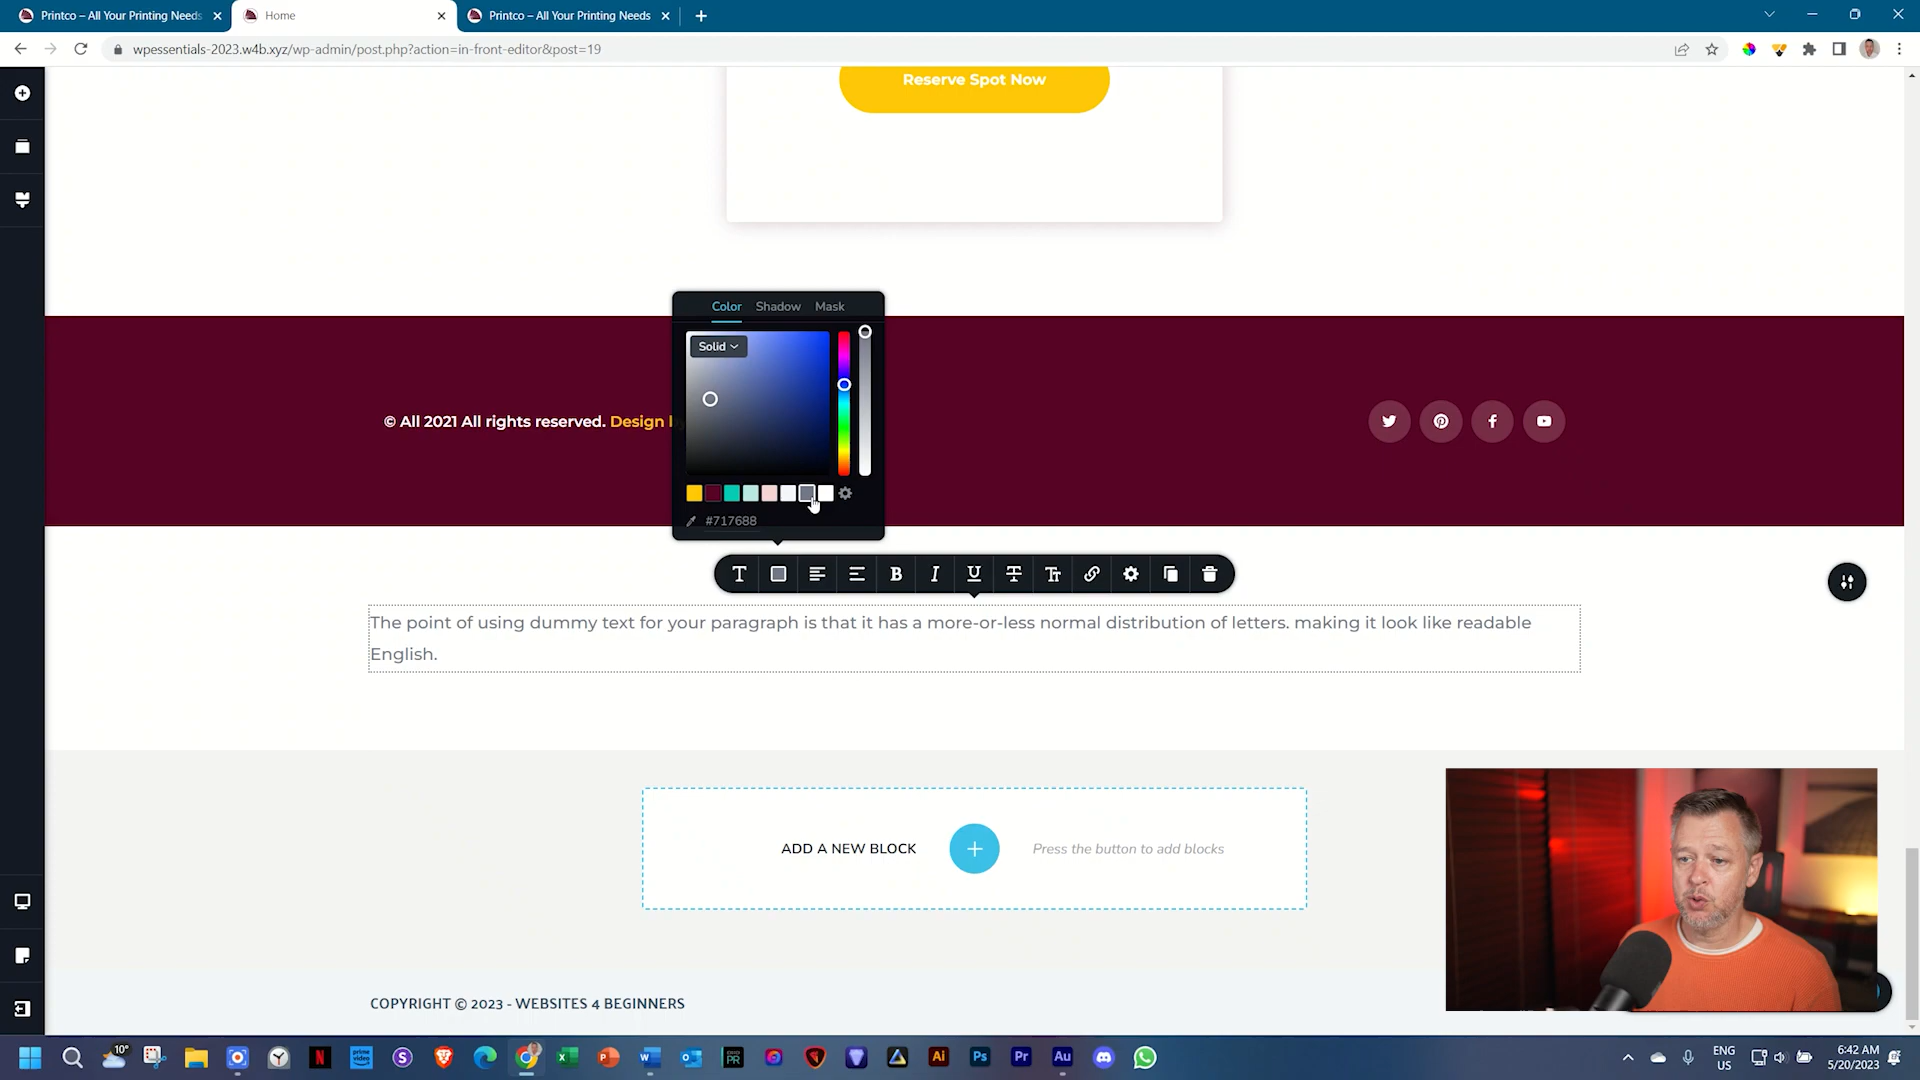 Printco – All Your Printing Needs
Home
Printco – All Your Printing Needs
wpessentials-2023.w4b.xyz/wp-admin/post.php?action=in-front-editor&post=19
Reserve Spot Now
Color Shadow Mask
Solid
© All 2021 All rights reserved. Design
#717688
The point of using dummy text for your paragraph is that it has a more-or-less normal distribution of letters. making it look like readable
English.
ADD A NEW BLOCK
Press the button to add blocks
COPYRIGHT © 2023 - WEBSITES 4 BEGINNERS
10°
ENG
US
6:42 AM
5/20/2023